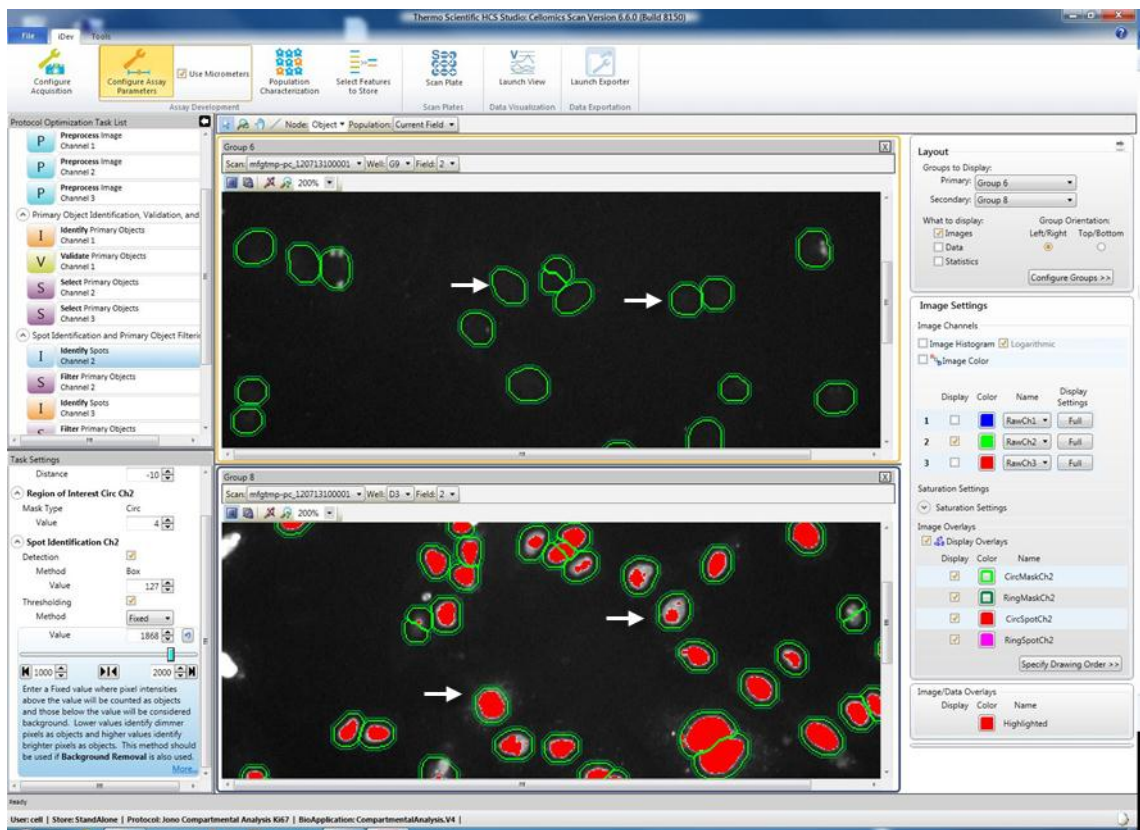 Thermo Scientific HCS Studio: Cellomics Scan Version 6.6.0 (Build 8150)
File iDev Tools
Configure Acquisition
Configure Assay Parameters
Use Micrometers
Population Characterization
Select Features to Store
Scan Plate
Launch View
Launch Exporter
Assay Development
Scan Plates
Data Visualization
Data Exportation
Protocol Optimization Task List
P Preprocess Image
Channel 1
P Preprocess Image
Channel 2
P Preprocess Image
Channel 3
Primary Object Identification, Validation, and
I Identify Primary Objects
Channel 1
V Validate Primary Objects
Channel 1
S Select Primary Objects
Channel 2
S Select Primary Objects
Channel 3
Spot Identification and Primary Object Filteri
I Identify Spots
Channel 2
S Filter Primary Objects
Channel 2
I Identify Spots
Channel 3
Filter Primary Objects
Task Settings
Distance -10
Region of Interest Circ Ch2
Mask Type Circ
Value 4
Spot Identification Ch2
Detection
Method Box
Value 127
Thresholding
Method Fixed
Value 1868
1000 2000
Enter a Fixed value where pixel intensities
above the value will be counted as objects
and those below the value will be considered
background. Lower values identify dimmer
pixels as objects and higher values identify
brighter pixels as objects. This method should
be used if Background Removal is also used.
More...
Node: Object Population: Current Field
Group 6
Scan: mfgtmp-pc_120713100001 Well: G9 Field: 2
200%
Group 8
Scan: mfgtmp-pc_120713100001 Well: D3 Field: 2
200%
Layout
Groups to Display:
Primary: Group 6
Secondary: Group 8
What to display: Group Orientation:
Images Left/Right Top/Bottom
Data
Statistics
Configure Groups >>
Image Settings
Image Channels
Image Histogram Logarithmic
Image Color
Display Color Name Display Settings
1 RawCh1 Full
2 RawCh2 Full
3 RawCh3 Full
Saturation Settings
Saturation Settings
Image Overlays
Display Overlays
Display Color Name
CircMaskCh2
RingMaskCh2
CircSpotCh2
RingSpotCh2
Specify Drawing Order >>
Image/Data Overlays
Display Color Name
Highlighted
Ready
User: cell | Store: StandAlone | Protocol: Jono Compartmental Analysis Ki67 | BioApplication: CompartmentalAnalysis.V4 |